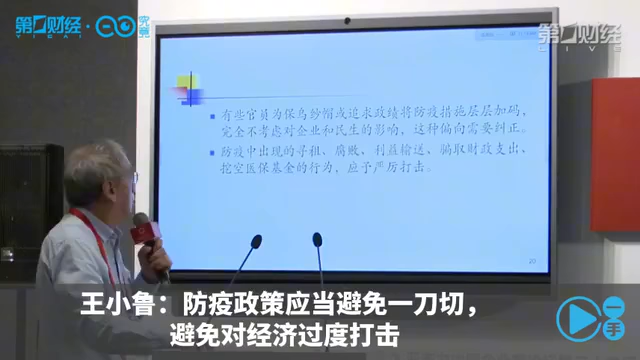 第一财经
YICAI
研究院
第一财经
LIVE
有些官员为保乌纱帽或追求政绩将防疫措施层层加码，
完全不考虑对企业和民生的影响，这种偏向需要纠正。
防疫中出现的寻租、腐败、利益输送、骗取财政支出、
挖空医保基金的行为，应予严厉打击。
20
王小鲁：防疫政策应当避免一刀切，
避免对经济过度打击
一手